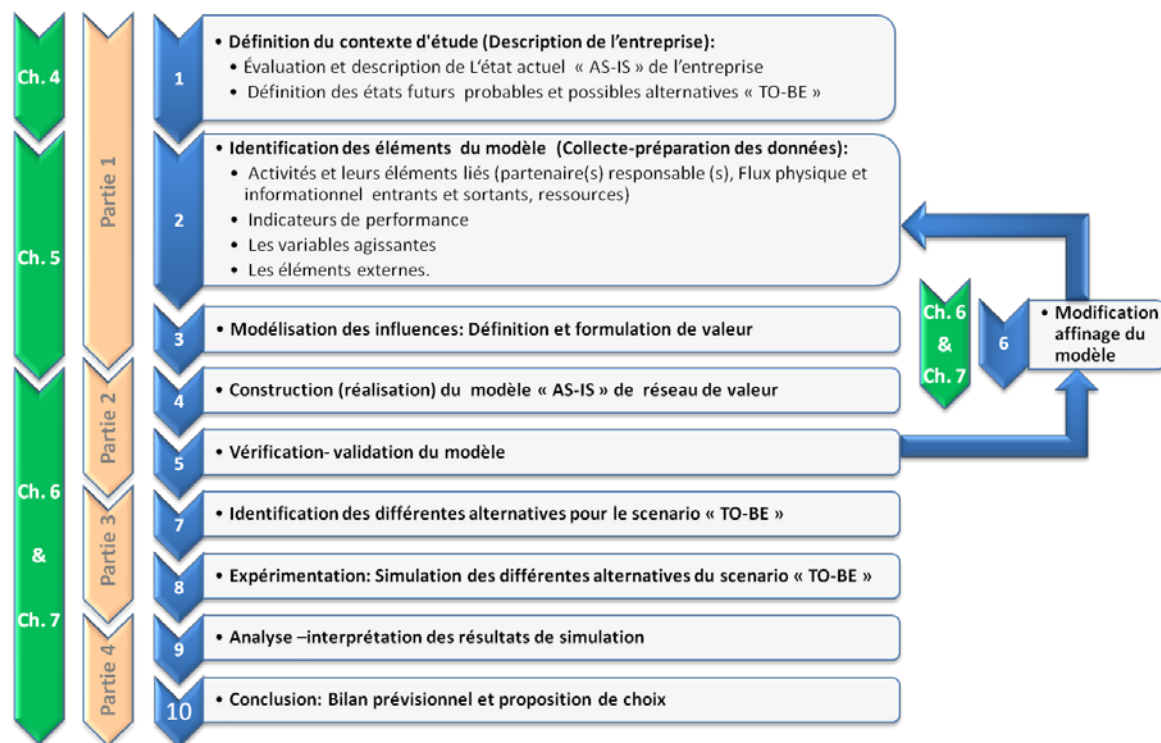 Ch. 4
Ch. 5
Ch. 6
&
Ch. 7
Partie 1
Partie 2
Partie 3
Partie 4
1
• Définition du contexte d'étude (Description de l'entreprise):
• Évaluation et description de L'état actuel « AS-IS » de l'entreprise
• Définition des états futurs probables et possibles alternatives « TO-BE »
2
• Identification des éléments du modèle (Collecte-préparation des données):
• Activités et leurs éléments liés (partenaire(s) responsable (s), Flux physique et
informationnel entrants et sortants, ressources)
• Indicateurs de performance
• Les variables agissantes
• Les éléments externes.
3
• Modélisation des influences: Définition et formulation de valeur
4
• Construction (réalisation) du modèle « AS-IS » de réseau de valeur
5
• Vérification- validation du modèle
Ch. 6
&
Ch. 7
6
• Modification
affinage du
modèle
7
• Identification des différentes alternatives pour le scenario « TO-BE »
8
• Expérimentation: Simulation des différentes alternatives du scenario « TO-BE »
9
• Analyse –interprétation des résultats de simulation
10
• Conclusion: Bilan prévisionnel et proposition de choix